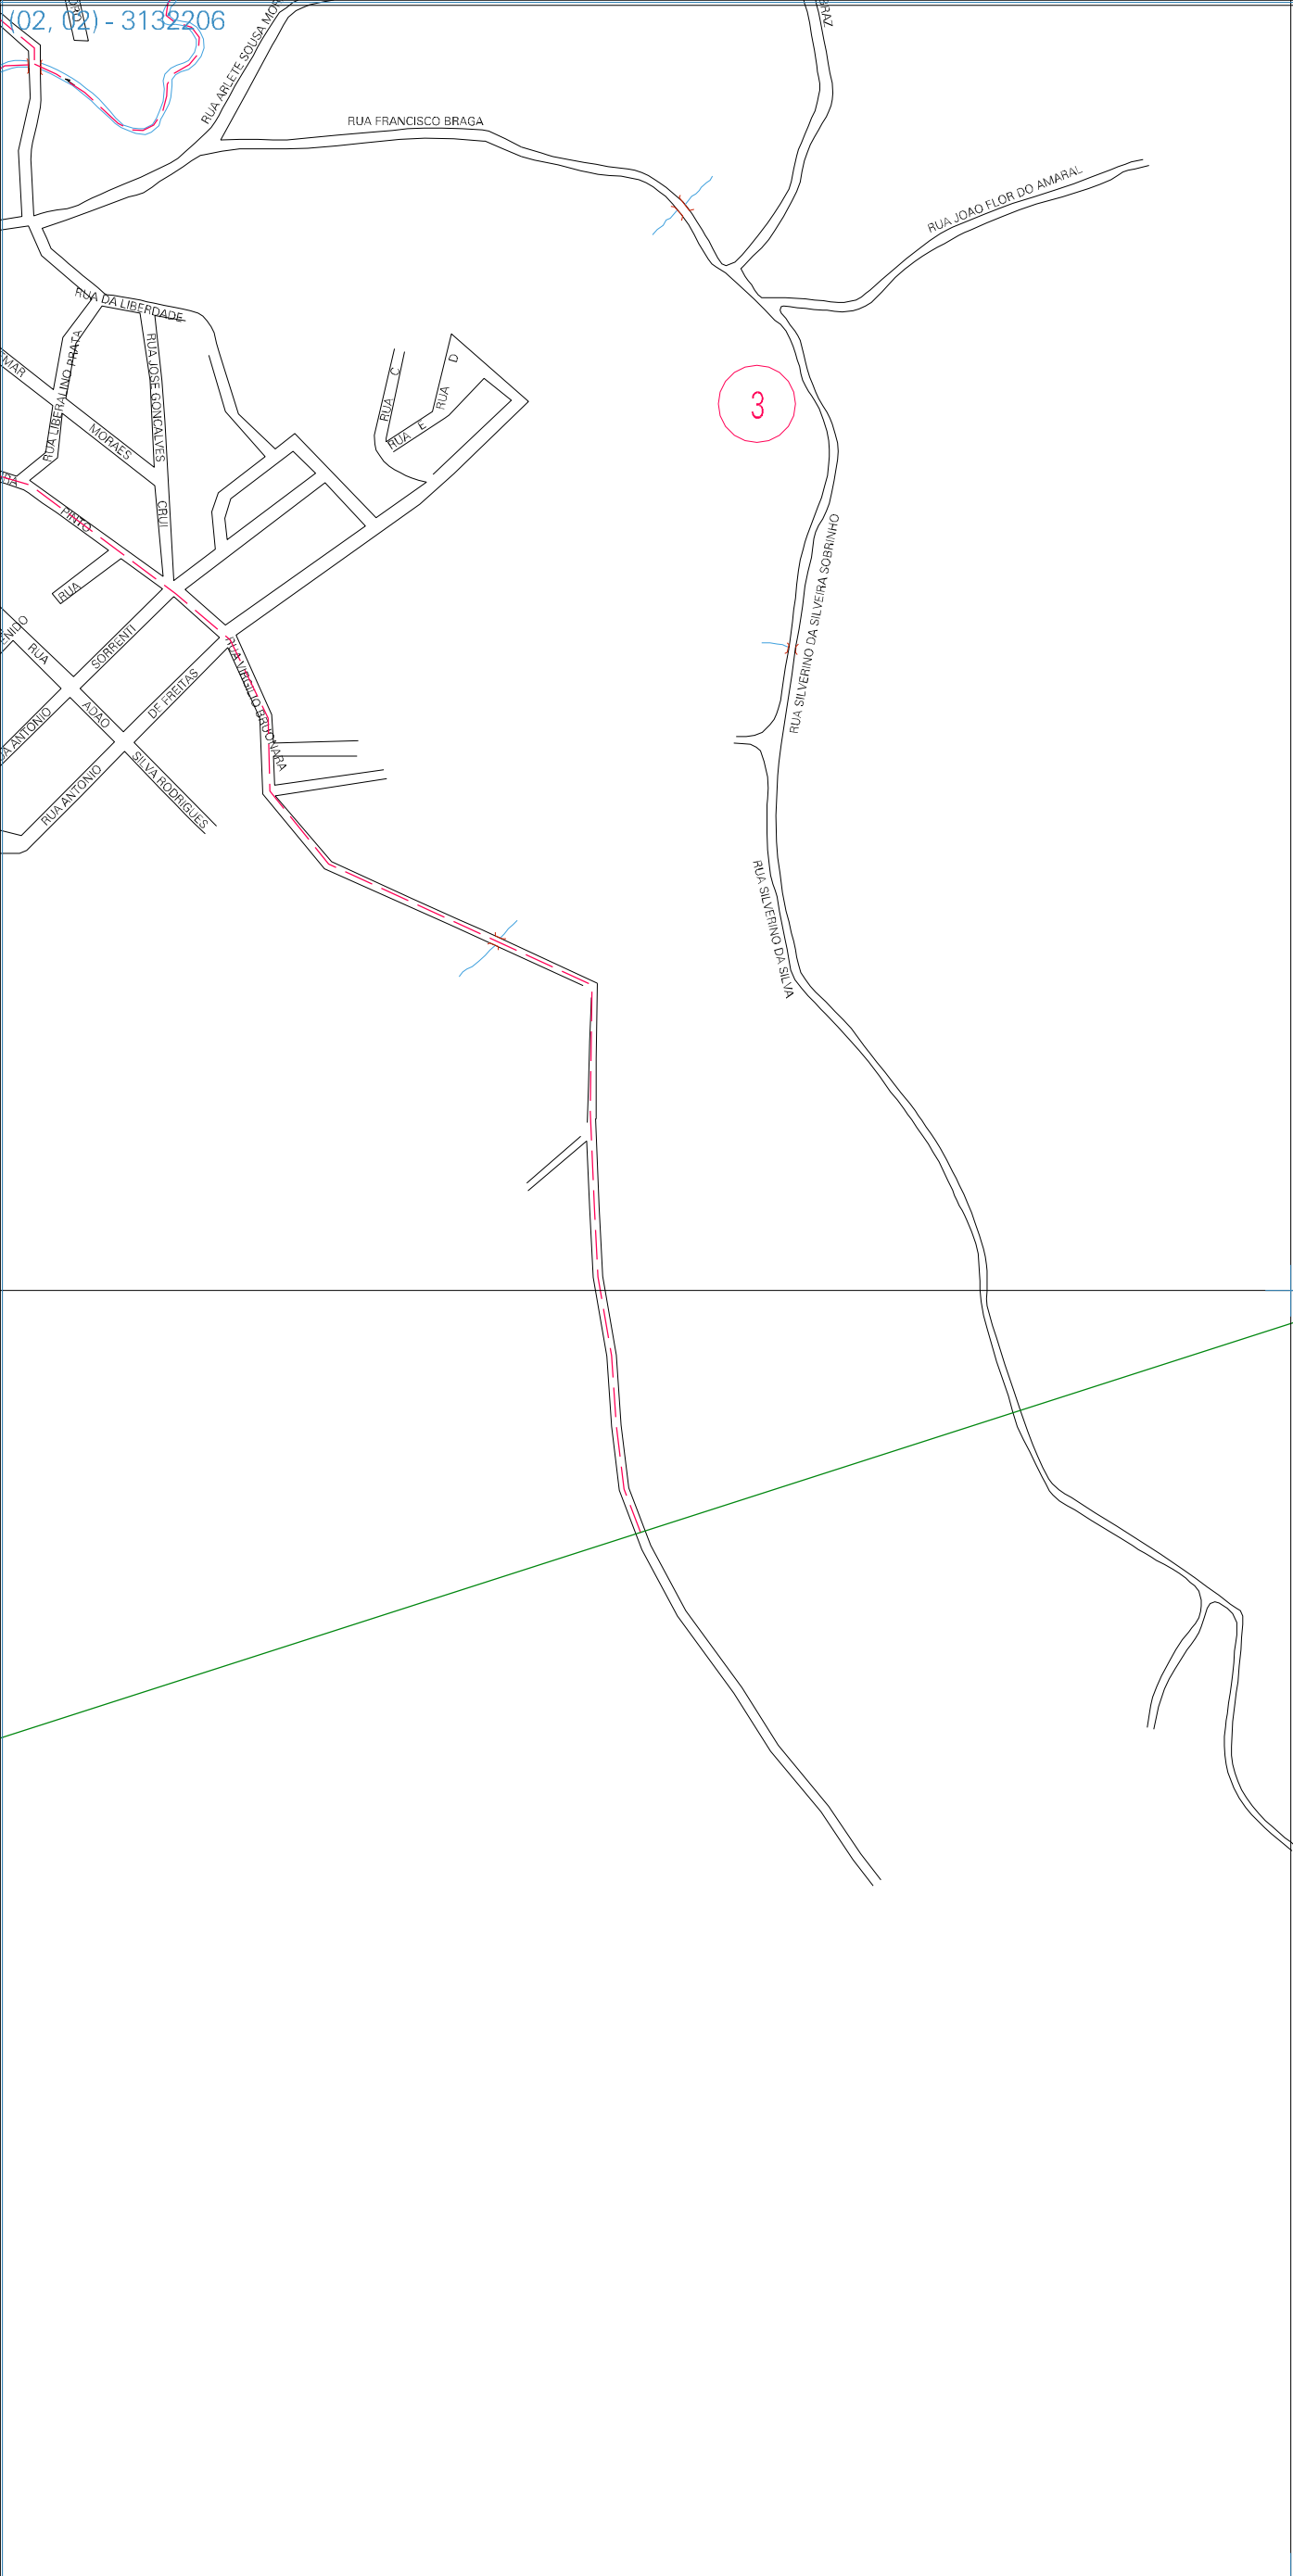 (02, 02) - 3132206
BRAZ
RUA ARLETE SOUSA MOR
RUA FRANCISCO BRAGA
RUA JOAO FLOR DO AMARAL
RUA DA LIBERDADE
RUA LIBERALINO PRATA
RUA JOSE GONCALVES
CRUI
MORAES
RUA C
RUA D
RUA E
3
PINTO
RUA
RUA
ADAO
SILVA RODRIGUES
SORRENTI
DE FREITAS
RUA ANTONIO
RUA VIRGILIO BRUONARA
RUA SILVERINO DA SILVEIRA SOBRINHO
RUA SILVERINO DA SILVA